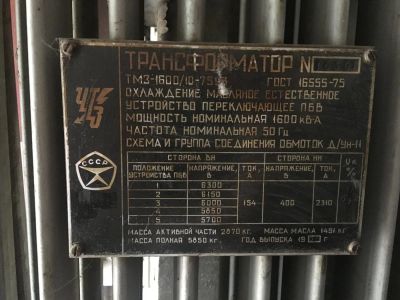 ТРАНСФОРМАТОР N
ТМЗ-1600/10- ГОСТ 16555-75
ОХЛАЖДЕНИЕ МАСЛЯНОЕ ЕСТЕСТВЕННОЕ
УСТРОЙСТВО ПЕРЕКЛЮЧАЮЩЕЕ ПБВ
МОЩНОСТЬ НОМИНАЛЬНАЯ 1600 кВ·А
ЧАСТОТА НОМИНАЛЬНАЯ 50 Гц
СХЕМА И ГРУППА СОЕДИНЕНИЯ ОБМОТОК Д/Ун-11
СССР
СТОРОНА ВН СТОРОНА НН
ПОЛОЖЕНИЕ УСТРОЙСТВА ПБВ НАПРЯЖЕНИЕ, В ТОК, А НАПРЯЖЕНИЕ, В ТОК, А
1 6300
2 6150
3 6000 154 400 2310
4 5850
5 5700
МАССА АКТИВНОЙ ЧАСТИ 2870 кг. МАССА МАСЛА 1491 кг.
МАССА ПОЛНАЯ 5850 кг. ГОД ВЫПУСКА 19 г